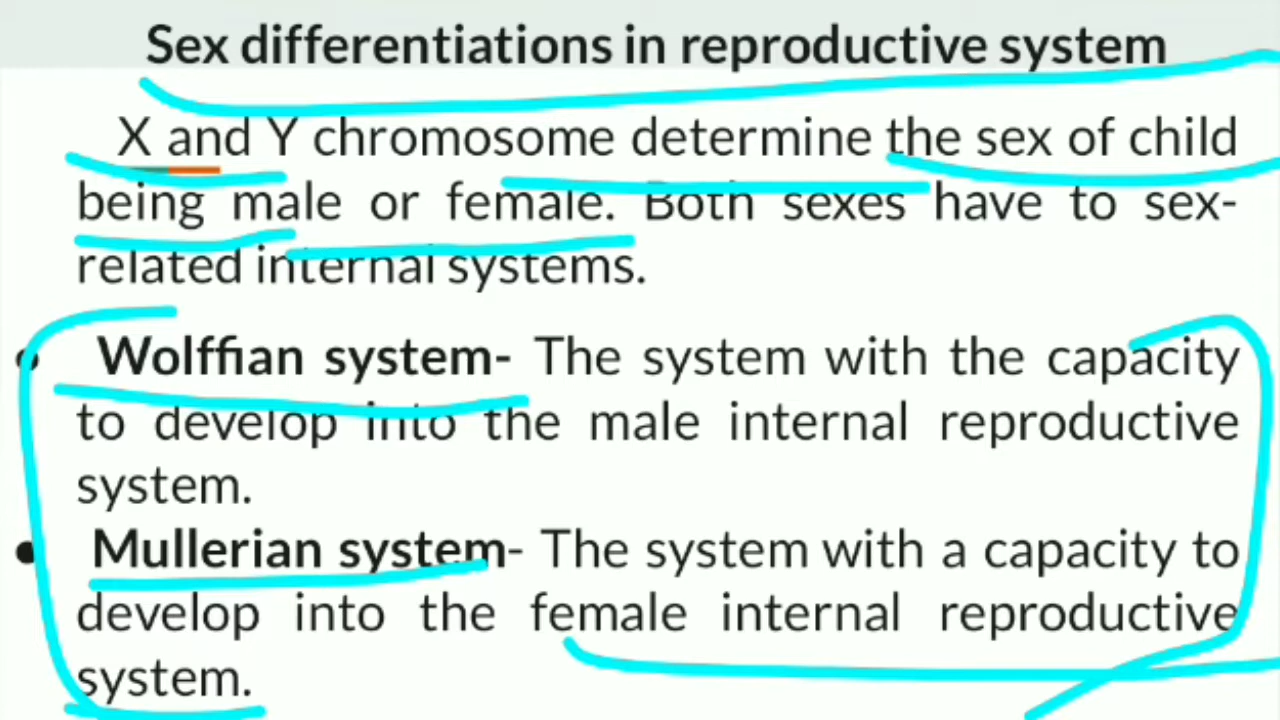 Sex differentiations in reproductive system
X and Y chromosome determine the sex of child
being male or female. Both sexes have to sex-
related internal systems.
• Wolffian system- The system with the capacity
to develop into the male internal reproductive
system.
• Mullerian system- The system with a capacity to
develop into the female internal reproductive
system.